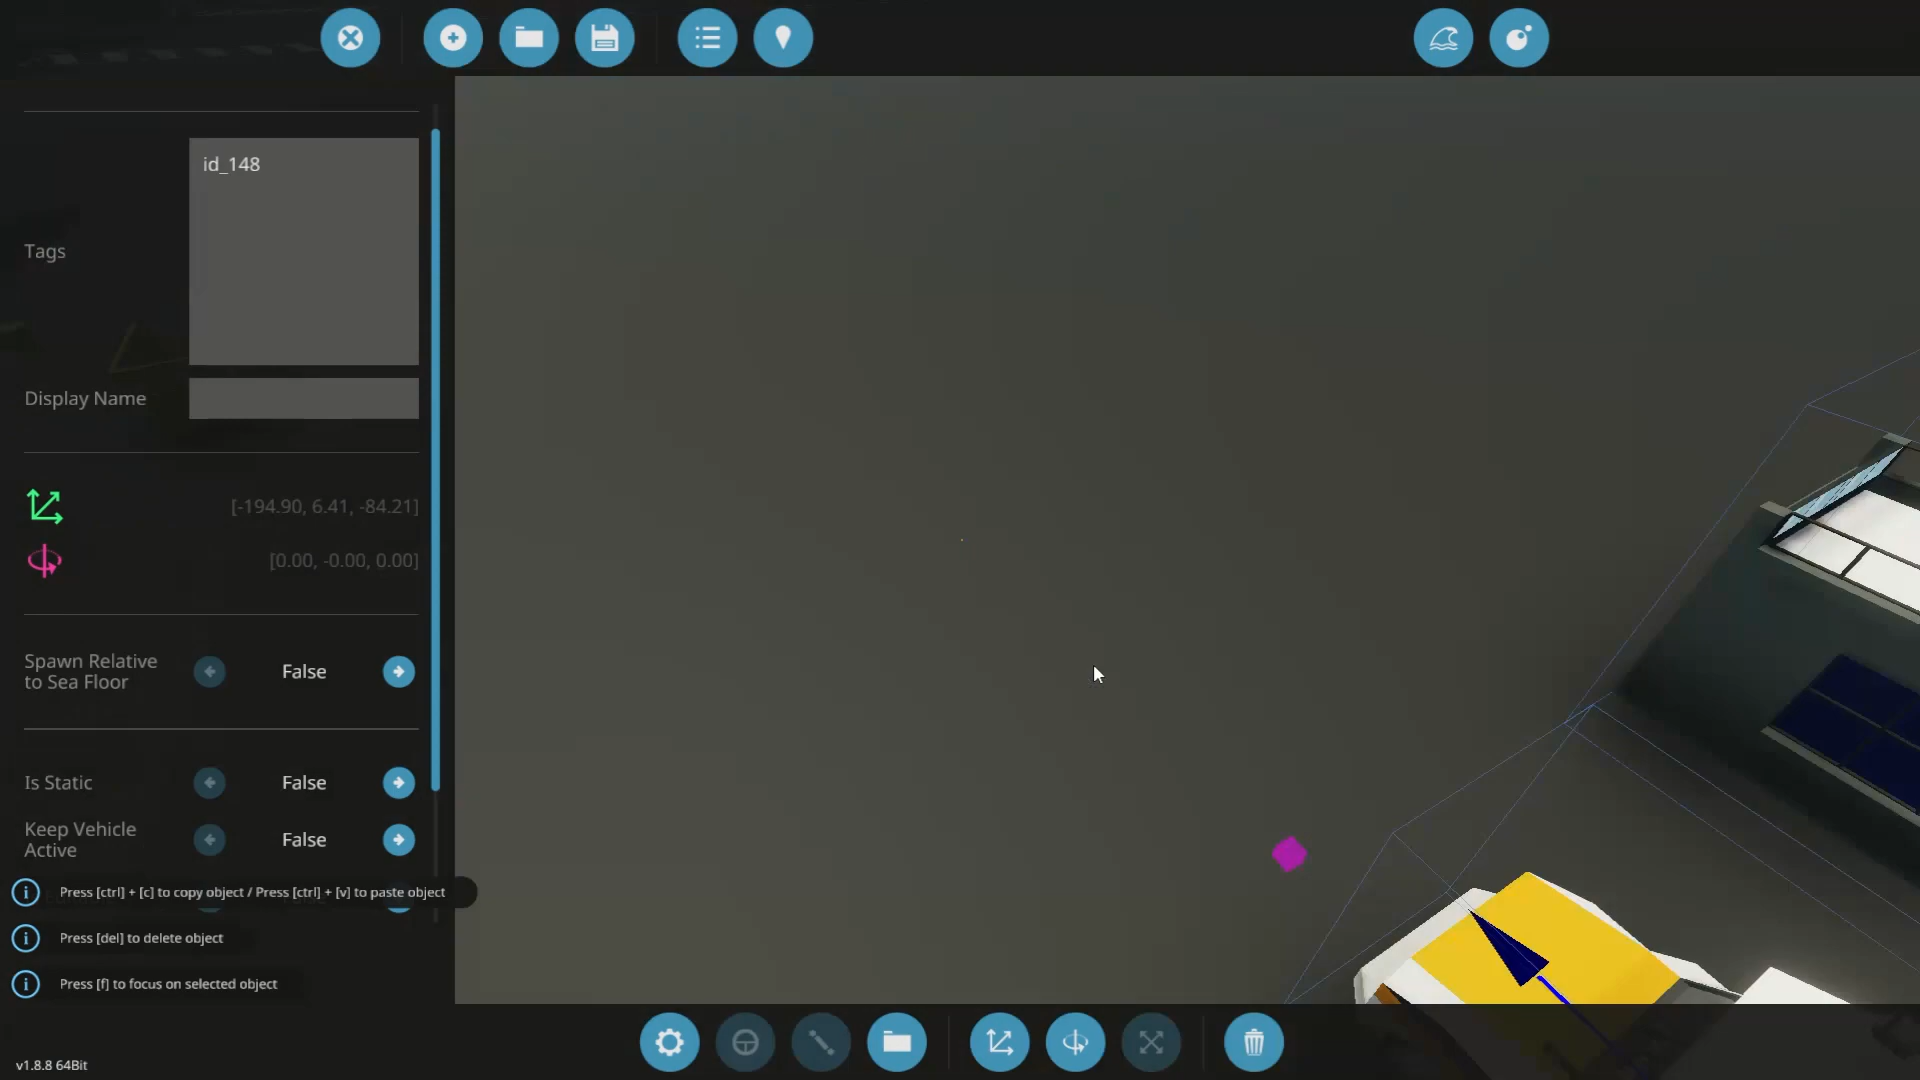 id_148
Tags
Display Name
[-194.90, 6.41, -84.21]
[0.00, -0.00, 0.00]
Spawn Relative
to Sea Floor
False
Is Static
False
Keep Vehicle
Active
False
Press [ctrl] + [c] to copy object / Press [ctrl] + [v] to paste object
Press [del] to delete object
Press [f] to focus on selected object
v1.8.8 64Bit